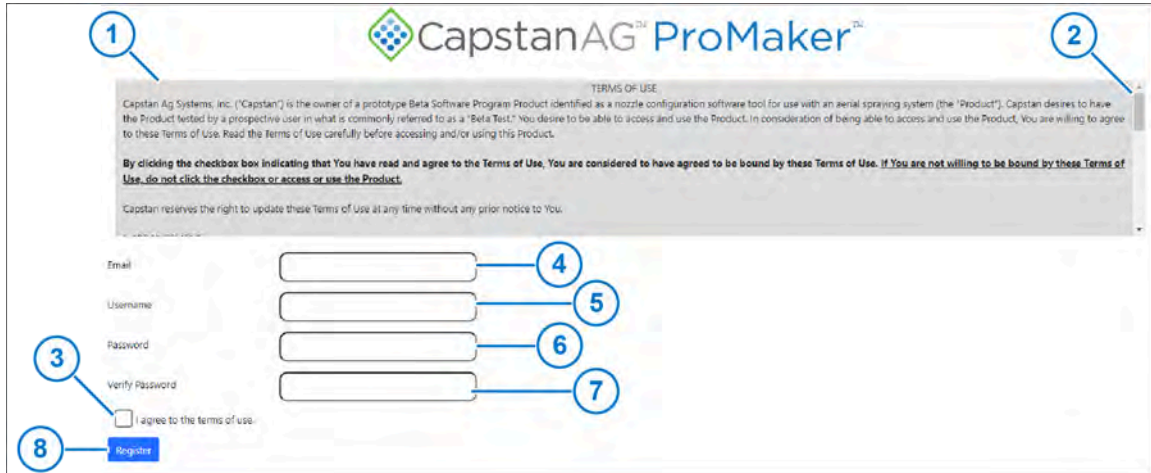 1
CapstanAG™ ProMaker™
2
TERMS OF USE
Capstan Ag Systems, Inc. ("Capstan") is the owner of a prototype Beta Software Program Product identified as a nozzle configuration software tool for use with an aerial spraying system (the "Product"). Capstan desires to have
the Product tested by a prospective user in what is commonly referred to as a "Beta Test." You desire to be able to access and use the Product. In consideration of being able to access and use the Product, You are willing to agree
to these Terms of Use. Read the Terms of Use carefully before accessing and/or using this Product.
By clicking the checkbox box indicating that You have read and agree to the Terms of Use, You are considered to have agreed to be bound by these Terms of Use. If You are not willing to be bound by these Terms of
Use, do not click the checkbox or access or use the Product.
Capstan reserves the right to update these Terms of Use at any time without any prior notice to You.
Email
4
Username
5
Password
6
3
Verify Password
7
I agree to the terms of use.
8
Register